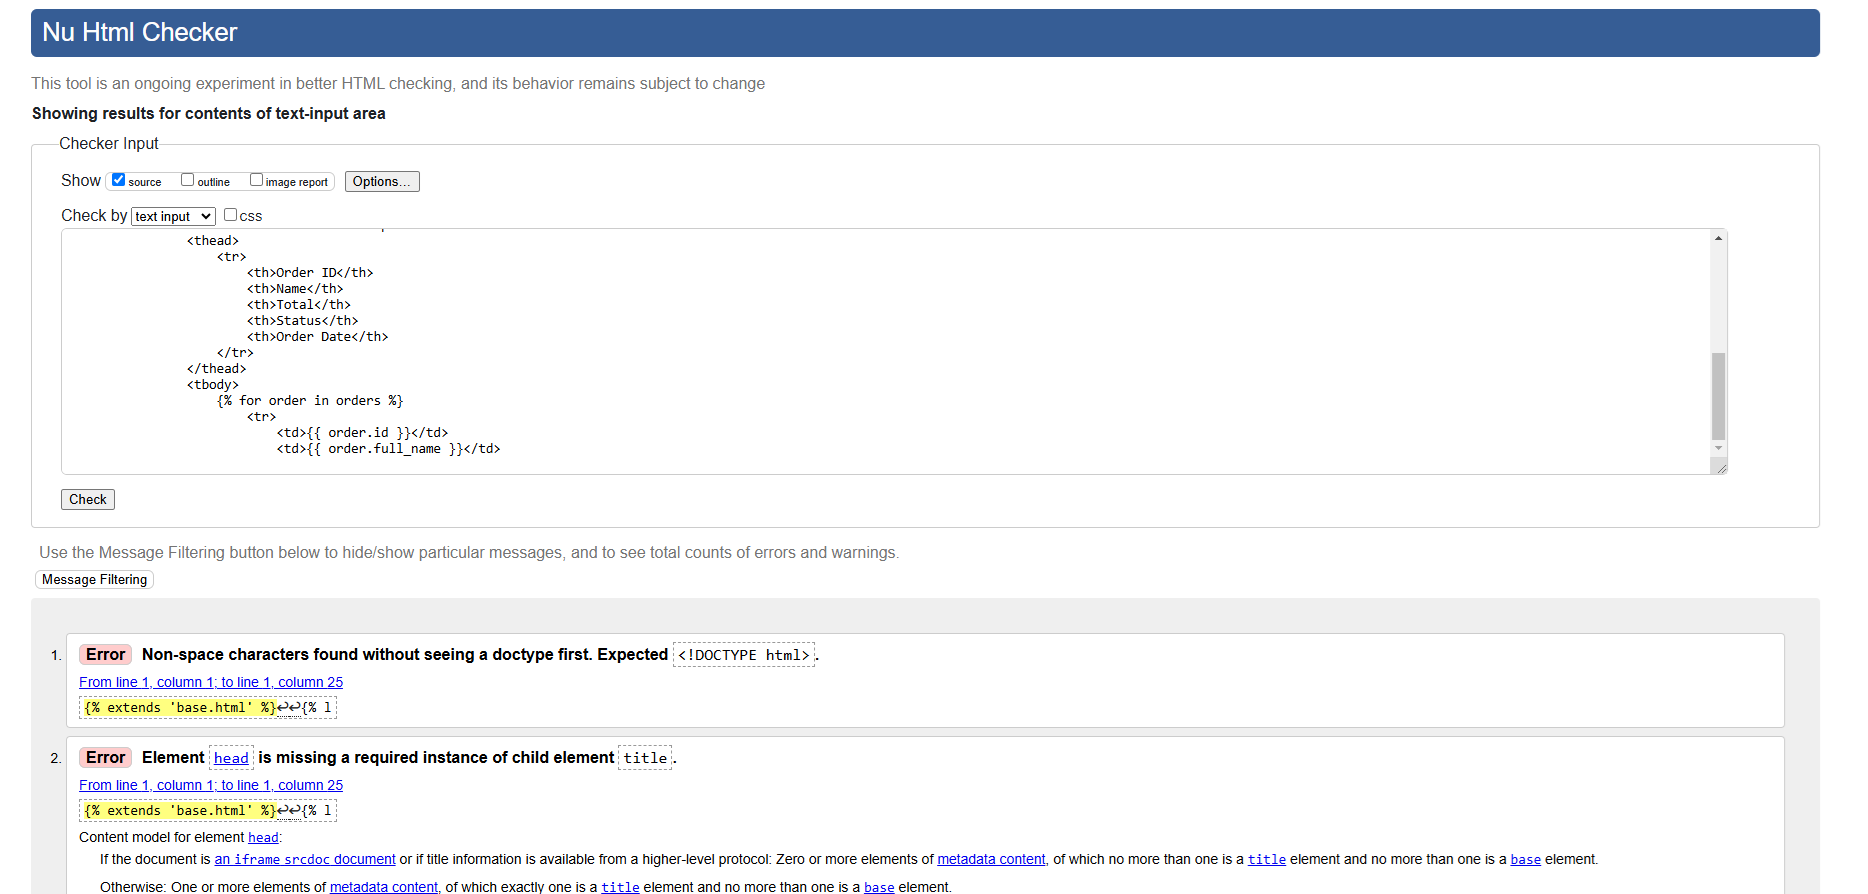 Nu Html Checker
This tool is an ongoing experiment in better HTML checking, and its behavior remains subject to change
Showing results for contents of text-input area
Checker Input
Show source outline image report Options...
Check by text input css
<thead>
<tr>
<th>Order ID</th>
<th>Name</th>
<th>Total</th>
<th>Status</th>
<th>Order Date</th>
</tr>
</thead>
<tbody>
{% for order in orders %}
<tr>
<td>{{ order.id }}</td>
<td>{{ order.full_name }}</td>
Check
Use the Message Filtering button below to hide/show particular messages, and to see total counts of errors and warnings.
Message Filtering
1. Error Non-space characters found without seeing a doctype first. Expected <!DOCTYPE html>.
From line 1, column 1; to line 1, column 25
{% extends 'base.html' %}↩↩{% l
2. Error Element head is missing a required instance of child element title.
From line 1, column 1; to line 1, column 25
{% extends 'base.html' %}↩↩{% l
Content model for element head:
If the document is an iframe srcdoc document or if title information is available from a higher-level protocol: Zero or more elements of metadata content, of which no more than one is a title element and no more than one is a base element.
Otherwise: One or more elements of metadata content, of which exactly one is a title element and no more than one is a base element.